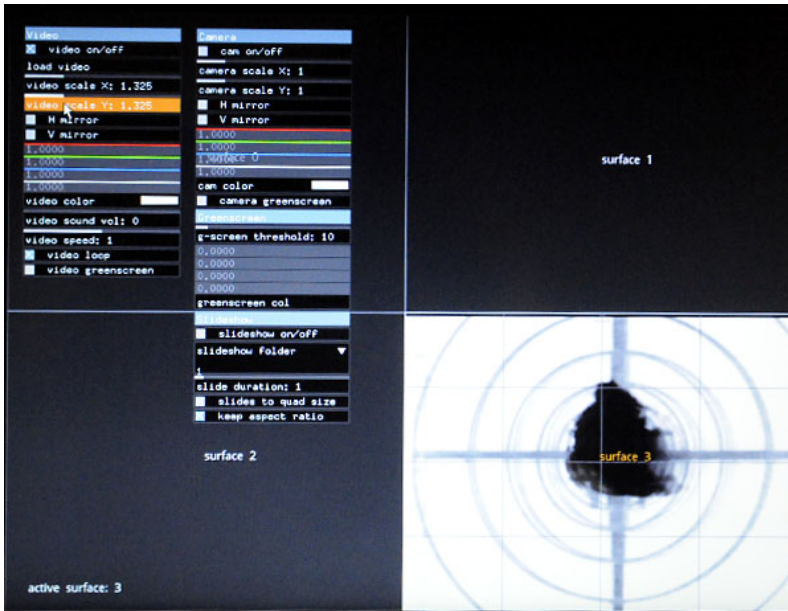 Video
video on/off
load video
video scale X: 1.325
video scale Y: 1.325
H mirror
V mirror
1.0000
1.0000
1.0000
1.0000
video color
video sound vol: 0
video speed: 1
video loop
video greenscreen
Camera
cam on/off
camera scale X: 1
camera scale Y: 1
H mirror
V mirror
1.0000
1.0000
1.0000
surface 0
1.0000
cam color
camera greenscreen
Greenscreen
g-screen threshold: 10
0.0000
0.0000
0.0000
0.0000
greenscreen col
Slideshow
slideshow on/off
slideshow folder
1
slide duration: 1
slides to quad size
keep aspect ratio
surface 1
surface 2
surface 3
active surface: 3